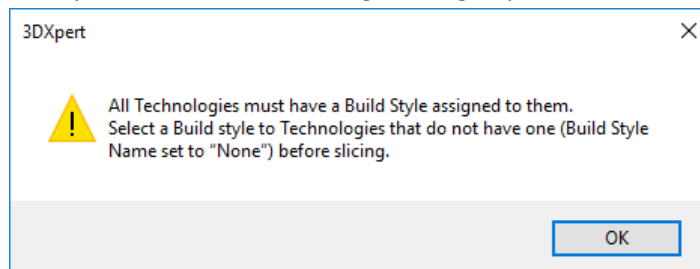 3DXpert
All Technologies must have a Build Style assigned to them.
Select a Build style to Technologies that do not have one (Build Style
Name set to “None”) before slicing.
OK